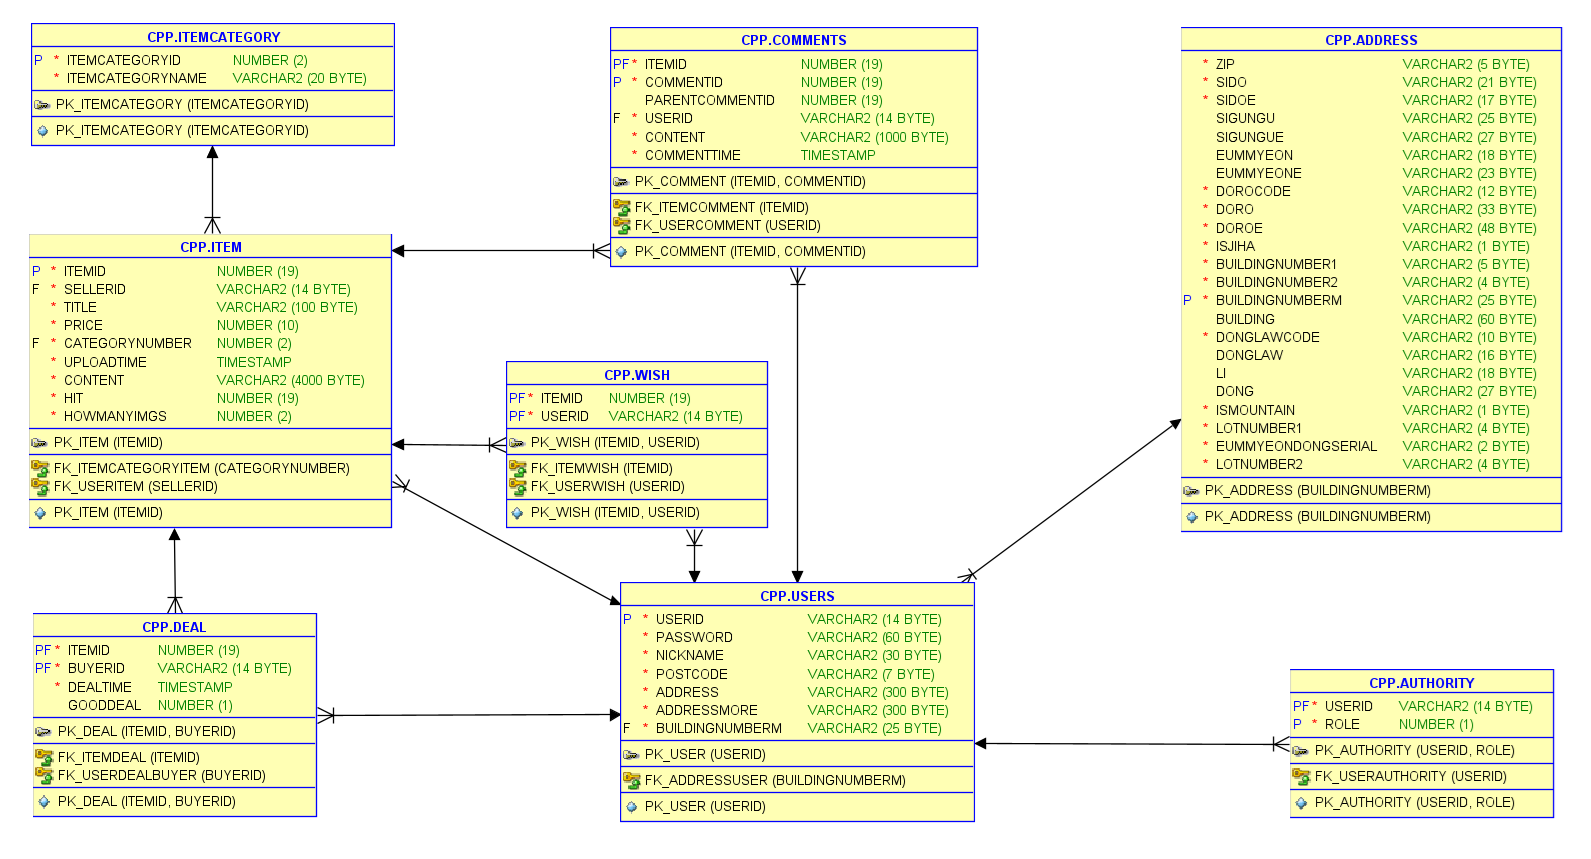 CPP.ITEMCATEGORY
P * ITEMCATEGORYID NUMBER (2)
* ITEMCATEGORYNAME VARCHAR2 (20 BYTE)
PK_ITEMCATEGORY (ITEMCATEGORYID)
PK_ITEMCATEGORY (ITEMCATEGORYID)
CPP.COMMENTS
PF * ITEMID NUMBER (19)
P * COMMENTID NUMBER (19)
PARENTCOMMENTID NUMBER (19)
F * USERID VARCHAR2 (14 BYTE)
* CONTENT VARCHAR2 (1000 BYTE)
* COMMENTTIME TIMESTAMP
PK_COMMENT (ITEMID, COMMENTID)
FK_ITEMCOMMENT (ITEMID)
FK_USERCOMMENT (USERID)
PK_COMMENT (ITEMID, COMMENTID)
CPP.ADDRESS
* ZIP VARCHAR2 (5 BYTE)
* SIDO VARCHAR2 (21 BYTE)
* SIDOE VARCHAR2 (17 BYTE)
SIGUNGU VARCHAR2 (25 BYTE)
SIGUNGUE VARCHAR2 (27 BYTE)
EUMMYEON VARCHAR2 (18 BYTE)
EUMMYEONE VARCHAR2 (23 BYTE)
* DOROCODE VARCHAR2 (12 BYTE)
* DORO VARCHAR2 (33 BYTE)
* DOROE VARCHAR2 (48 BYTE)
* ISJIHA VARCHAR2 (1 BYTE)
* BUILDINGNUMBER1 VARCHAR2 (5 BYTE)
* BUILDINGNUMBER2 VARCHAR2 (4 BYTE)
P * BUILDINGNUMBERM VARCHAR2 (25 BYTE)
BUILDING VARCHAR2 (60 BYTE)
* DONGLAWCODE VARCHAR2 (10 BYTE)
DONGLAW VARCHAR2 (16 BYTE)
LI VARCHAR2 (18 BYTE)
DONG VARCHAR2 (27 BYTE)
* ISMOUNTAIN VARCHAR2 (1 BYTE)
* LOTNUMBER1 VARCHAR2 (4 BYTE)
* EUMMYEONDONGSERIAL VARCHAR2 (2 BYTE)
* LOTNUMBER2 VARCHAR2 (4 BYTE)
PK_ADDRESS (BUILDINGNUMBERM)
PK_ADDRESS (BUILDINGNUMBERM)
CPP.ITEM
P * ITEMID NUMBER (19)
F * SELLERID VARCHAR2 (14 BYTE)
* TITLE VARCHAR2 (100 BYTE)
* PRICE NUMBER (10)
F * CATEGORYNUMBER NUMBER (2)
* UPLOADTIME TIMESTAMP
* CONTENT VARCHAR2 (4000 BYTE)
* HIT NUMBER (19)
* HOWMANYIMGS NUMBER (2)
PK_ITEM (ITEMID)
FK_ITEMCATEGORYITEM (CATEGORYNUMBER)
FK_USERITEM (SELLERID)
PK_ITEM (ITEMID)
CPP.WISH
PF * ITEMID NUMBER (19)
PF * USERID VARCHAR2 (14 BYTE)
PK_WISH (ITEMID, USERID)
FK_ITEMWISH (ITEMID)
FK_USERWISH (USERID)
PK_WISH (ITEMID, USERID)
CPP.DEAL
PF * ITEMID NUMBER (19)
PF * BUYERID VARCHAR2 (14 BYTE)
* DEALTIME TIMESTAMP
GOODDEAL NUMBER (1)
PK_DEAL (ITEMID, BUYERID)
FK_ITEMDEAL (ITEMID)
FK_USERDEALBUYER (BUYERID)
PK_DEAL (ITEMID, BUYERID)
CPP.USERS
P * USERID VARCHAR2 (14 BYTE)
* PASSWORD VARCHAR2 (60 BYTE)
* NICKNAME VARCHAR2 (30 BYTE)
* POSTCODE VARCHAR2 (7 BYTE)
* ADDRESS VARCHAR2 (300 BYTE)
* ADDRESSMORE VARCHAR2 (300 BYTE)
F * BUILDINGNUMBERM VARCHAR2 (25 BYTE)
PK_USER (USERID)
FK_ADDRESSUSER (BUILDINGNUMBERM)
PK_USER (USERID)
CPP.AUTHORITY
PF * USERID VARCHAR2 (14 BYTE)
P * ROLE NUMBER (1)
PK_AUTHORITY (USERID, ROLE)
FK_USERAUTHORITY (USERID)
PK_AUTHORITY (USERID, ROLE)